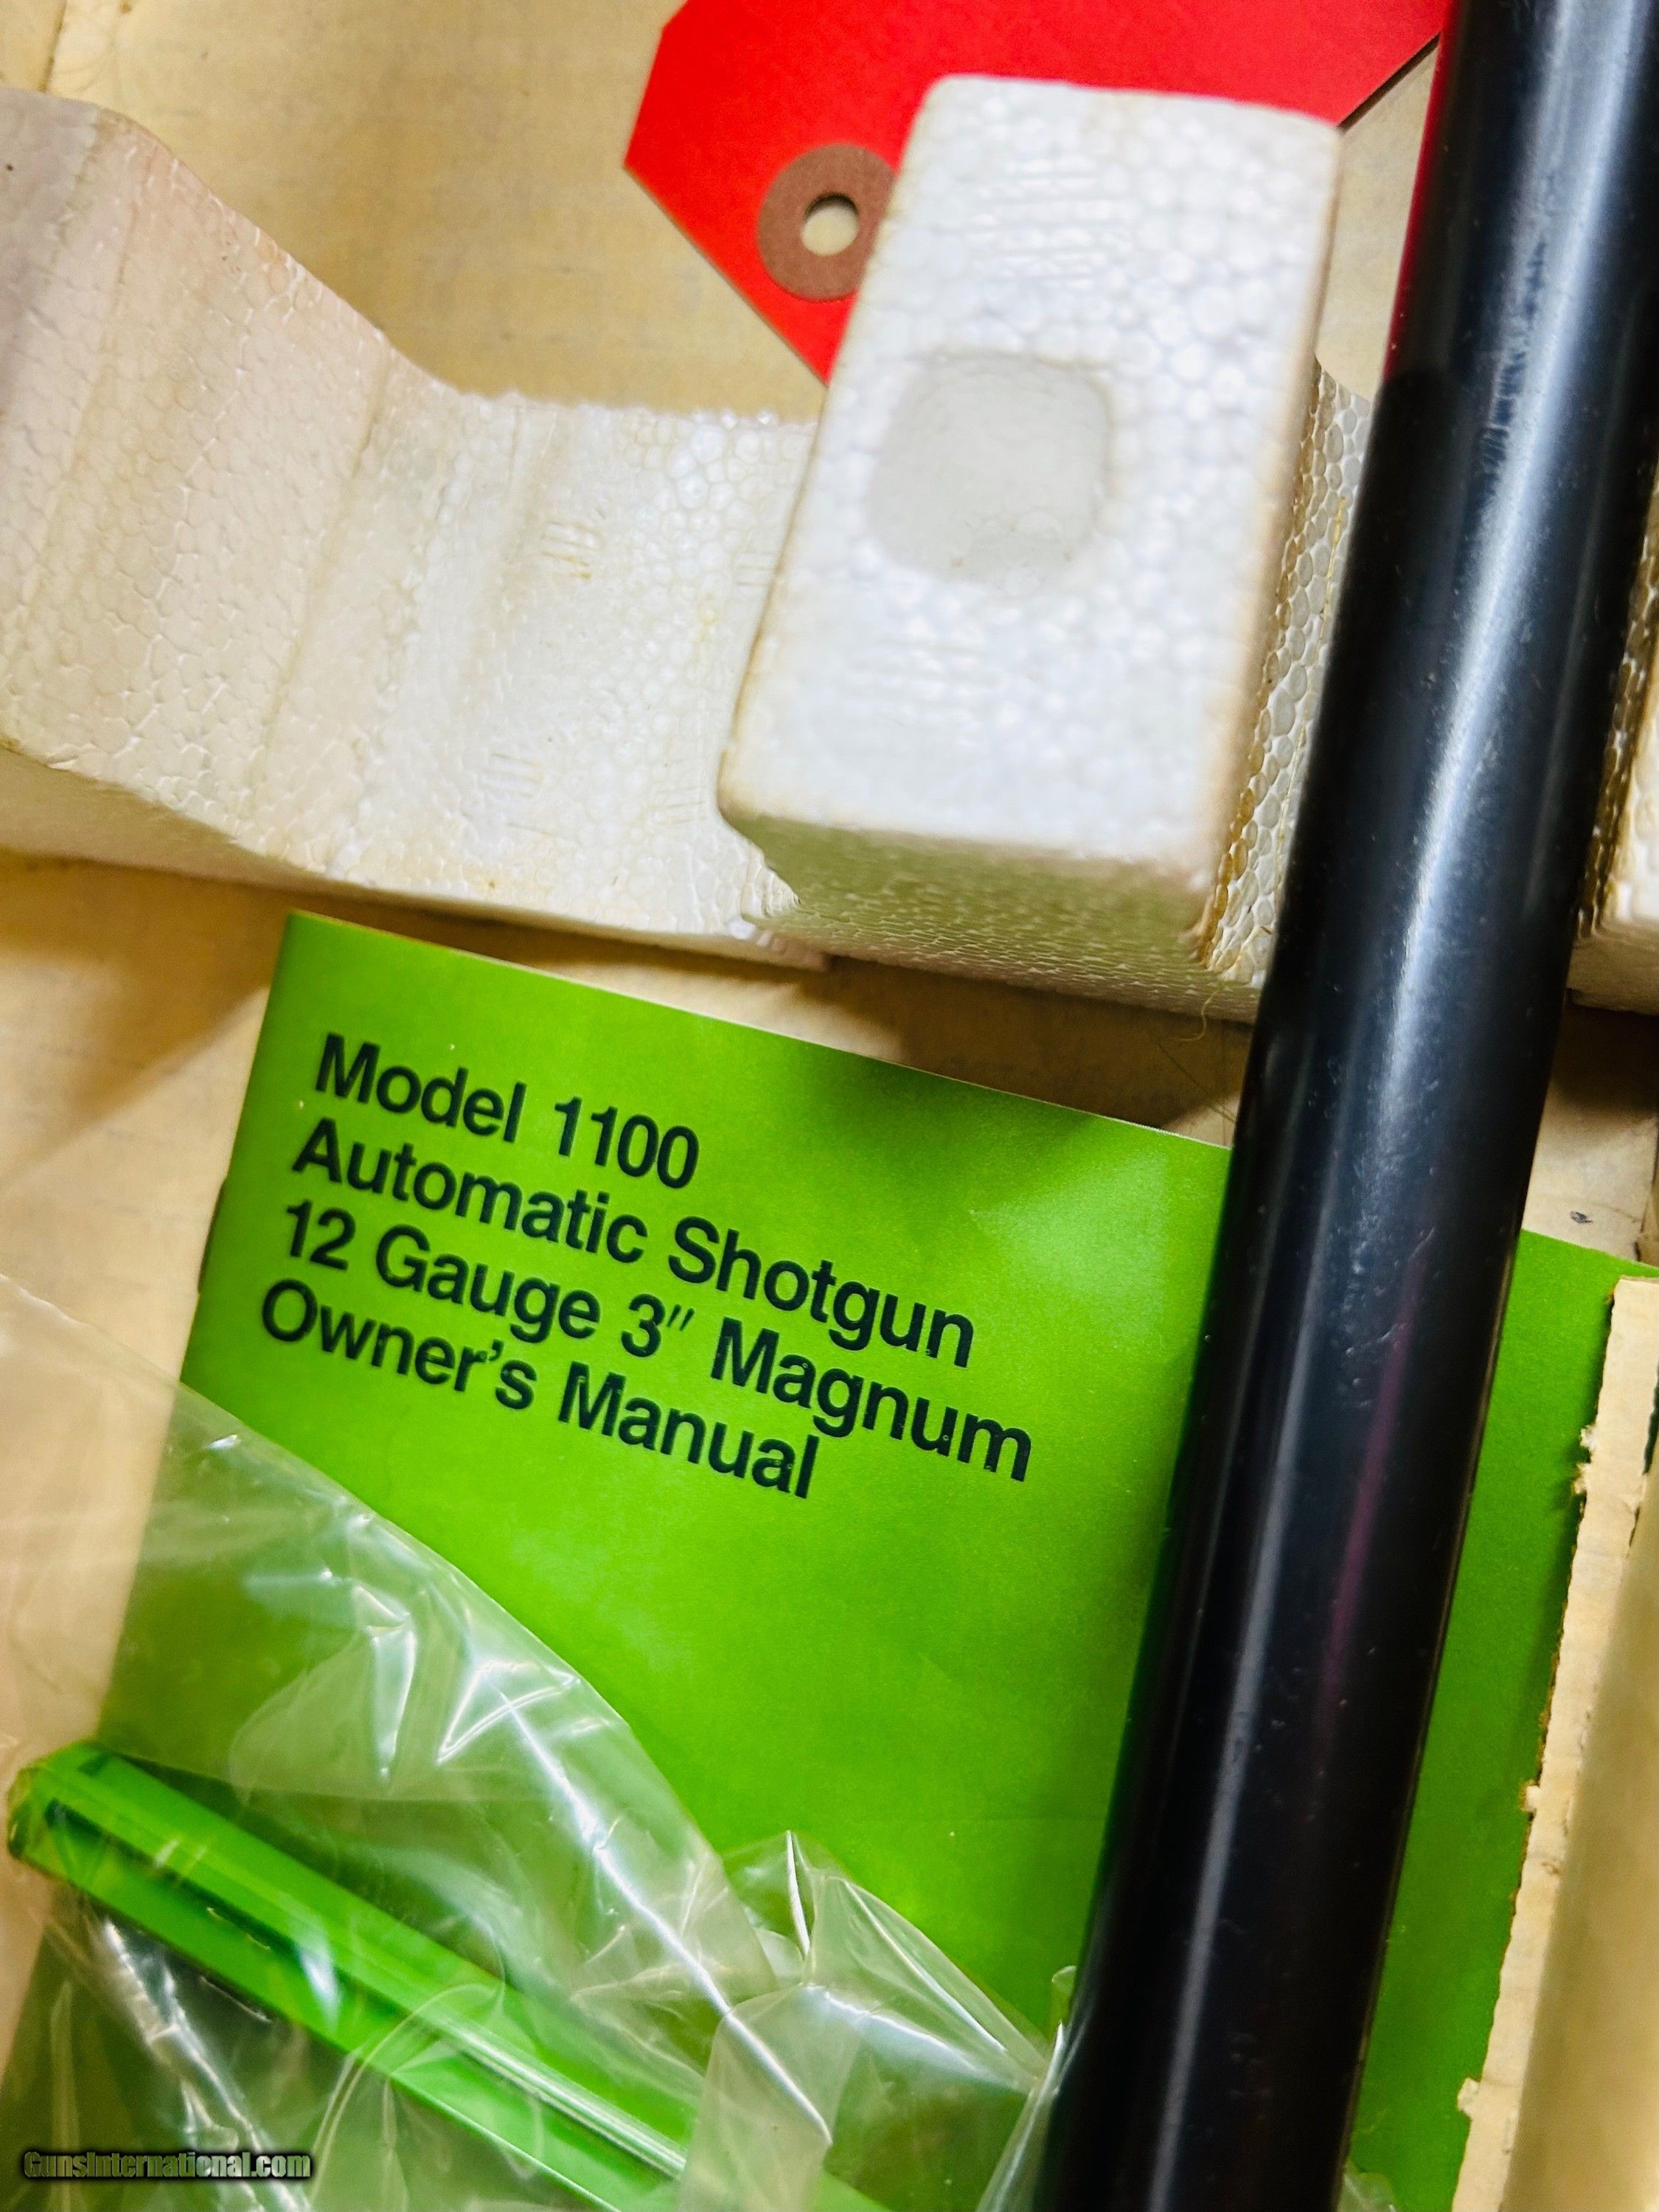 Model 1100
Automatic Shotgun
12 Gauge 3″ Magnum
Owner's Manual
GunsInternational.com